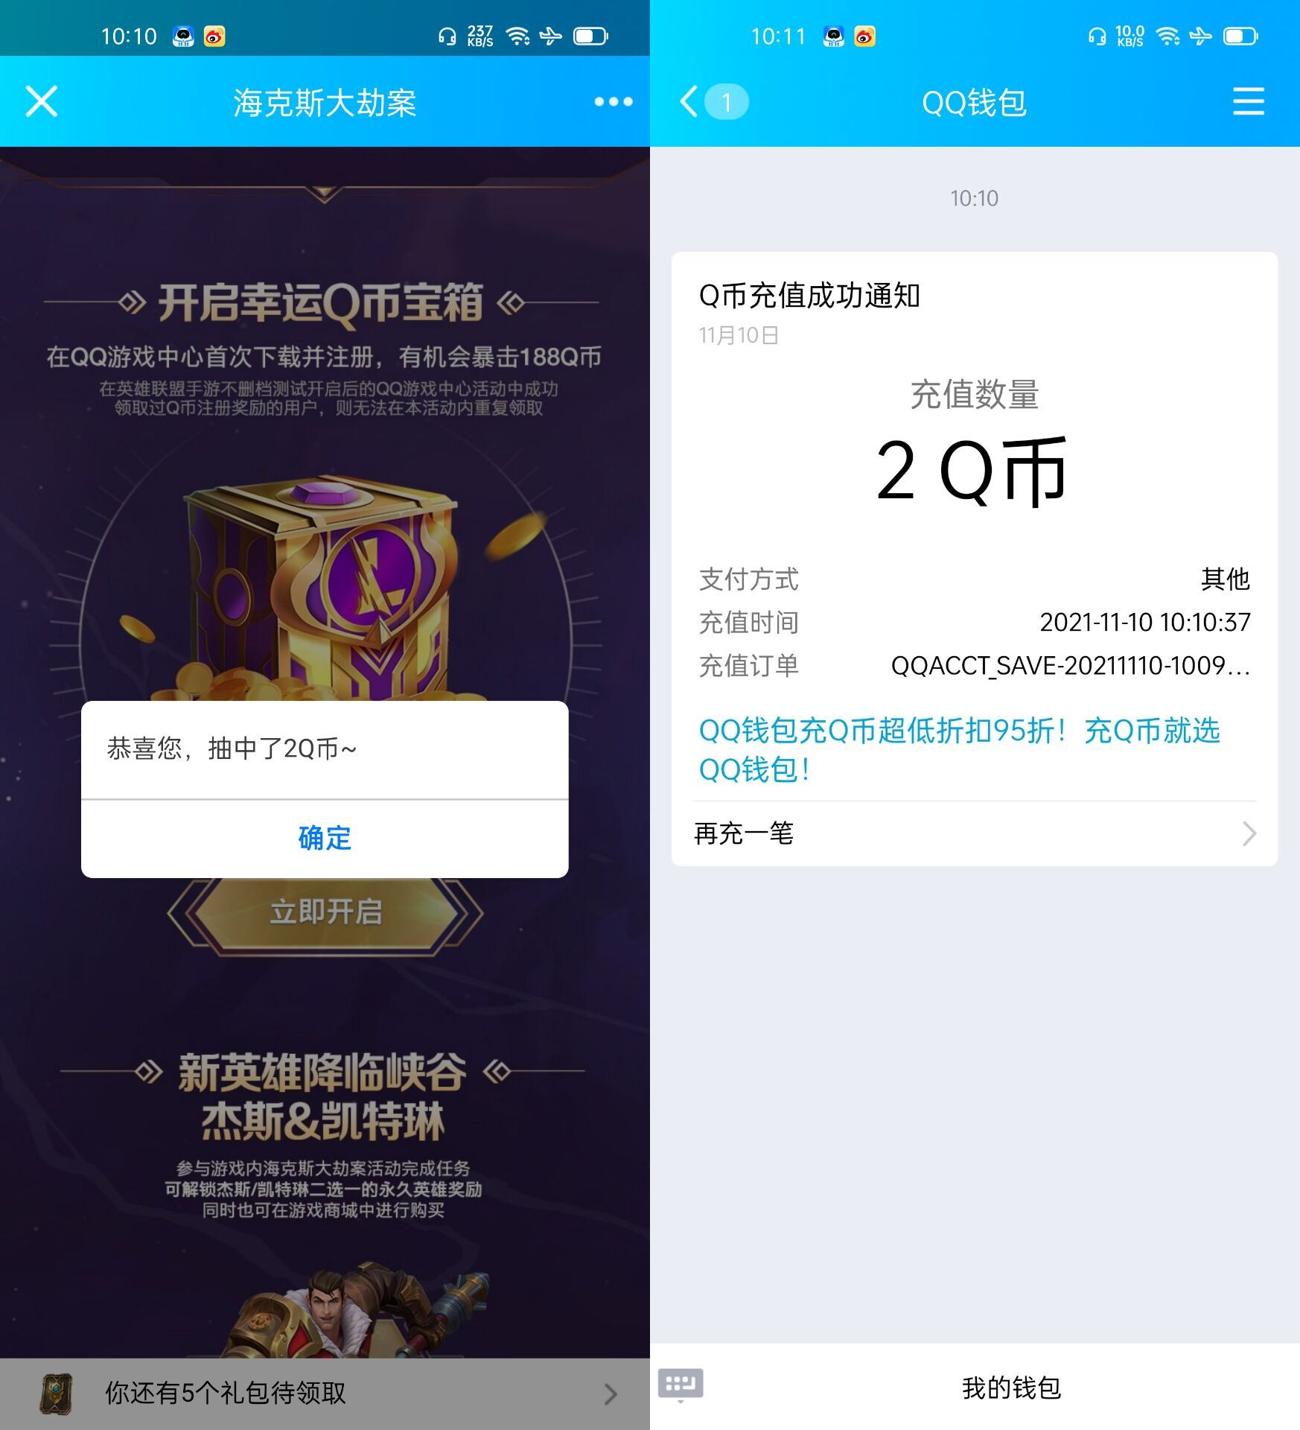 10:10
237
KB/S
海克斯大劫案
开启幸运Q币宝箱
在QQ游戏中心首次下载并注册，有机会暴击188Q币
在英雄联盟手游不删档测试开启后的QQ游戏中心活动中成功
领取过Q币注册奖励的用户，则无法在本活动内重复领取
恭喜您，抽中了2Q币~
确定
立即开启
新英雄降临峡谷
杰斯&凯特琳
参与游戏内海克斯大劫案活动完成任务
可解锁杰斯/凯特琳二选一的永久英雄奖励
同时也可在游戏商城中进行购买
你还有5个礼包待领取
10:11
10.0
KB/S
1
QQ钱包
10:10
Q币充值成功通知
11月10日
充值数量
2 Q币
支付方式 其他
充值时间 2021-11-10 10:10:37
充值订单 QQACCT_SAVE-20211110-1009...
QQ钱包充Q币超低折扣95折！充Q币就选
QQ钱包！
再充一笔
我的钱包